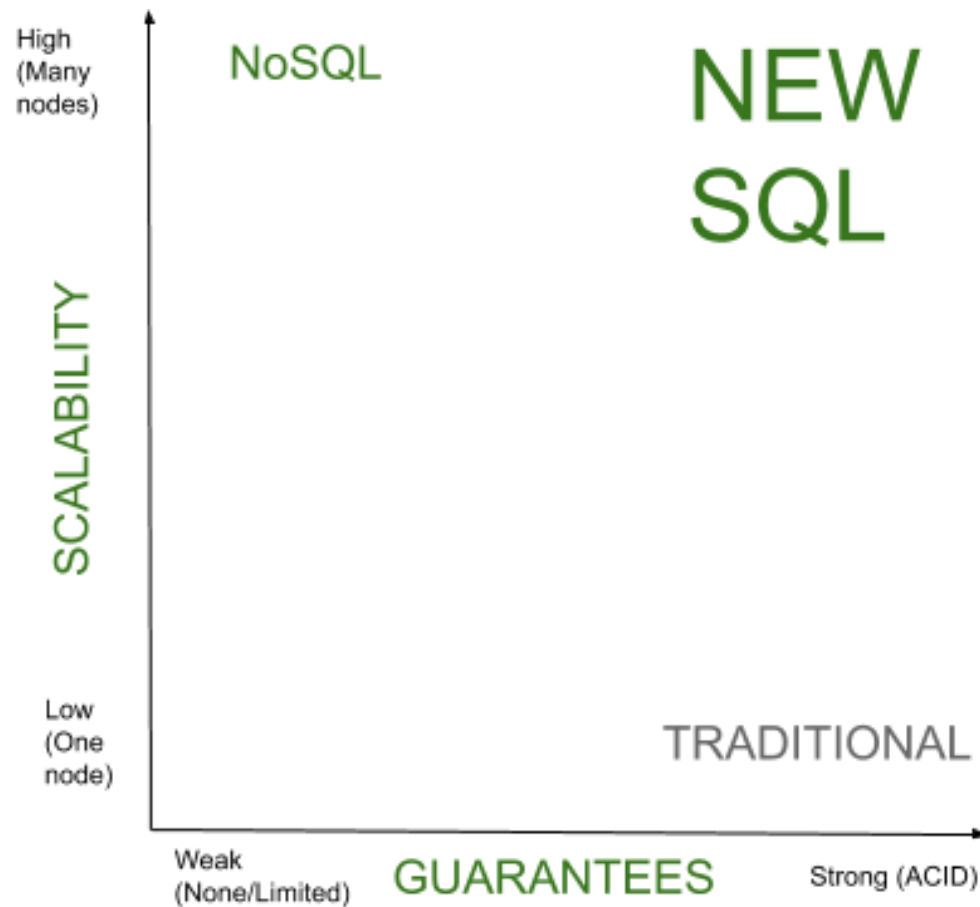 High
(Many
nodes)
NoSQL
NEW
SQL
SCALABILITY
Low
(One
node)
TRADITIONAL
Weak
(None/Limited)
GUARANTEES
Strong (ACID)